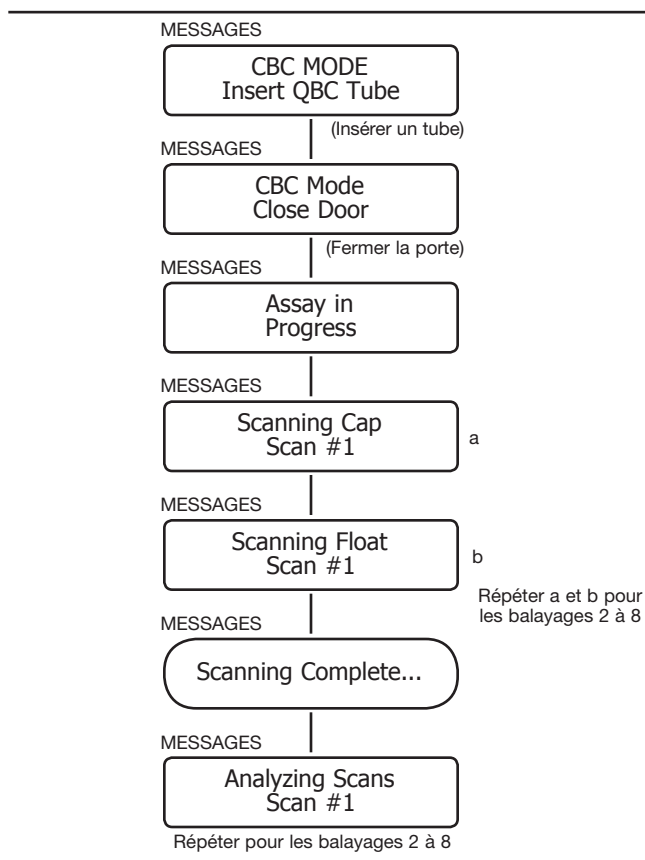 MESSAGES
CBC MODE
Insert QBC Tube
(Insérer un tube)
MESSAGES
CBC Mode
Close Door
(Fermer la porte)
MESSAGES
Assay in
Progress
MESSAGES
Scanning Cap
Scan #1
a
MESSAGES
Scanning Float
Scan #1
b
Répéter a et b pour
les balayages 2 à 8
MESSAGES
Scanning Complete...
MESSAGES
Analyzing Scans
Scan #1
Répéter pour les balayages 2 à 8